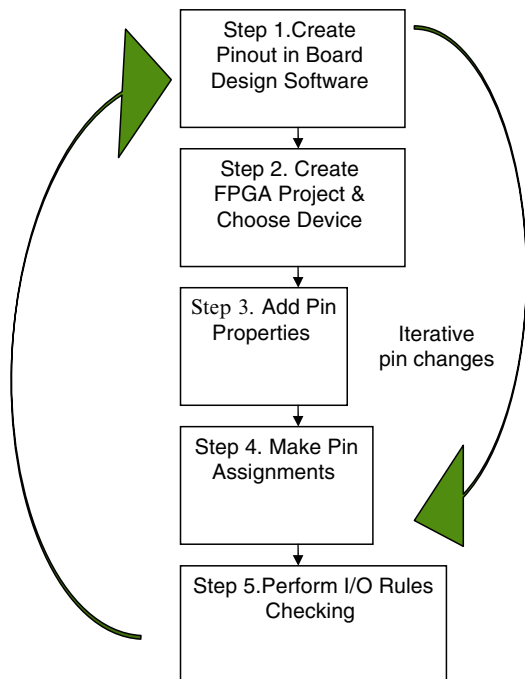 Step 1.Create
Pinout in Board
Design Software
Step 2. Create
FPGA Project &
Choose Device
Step 3. Add Pin
Properties
Iterative
pin changes
Step 4. Make Pin
Assignments
Step 5.Perform I/O Rules
Checking